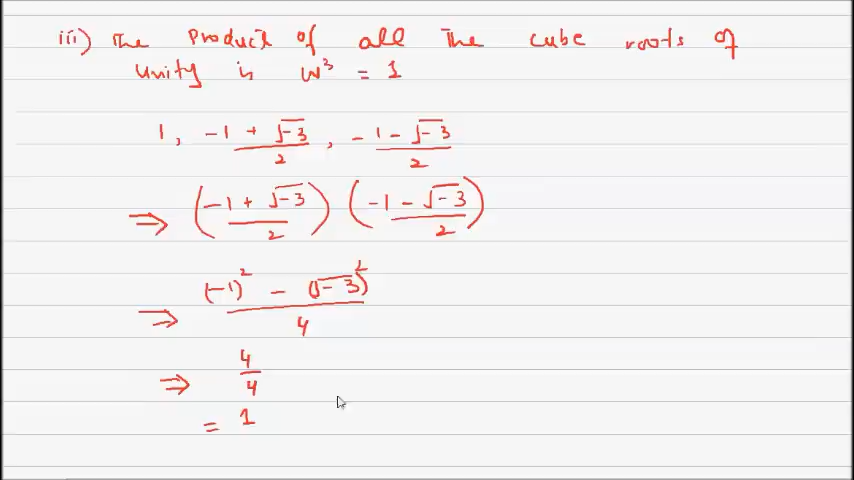 iii) The product of all the cube roots of
Unity is w³ = 1
1, (-1 + √-3)/2, (-1 - √-3)/2
⇒ ((-1 + √-3)/2) ((-1 - √-3)/2)
⇒ ((-1)² - (√-3)²)/4
⇒ 4/4
= 1